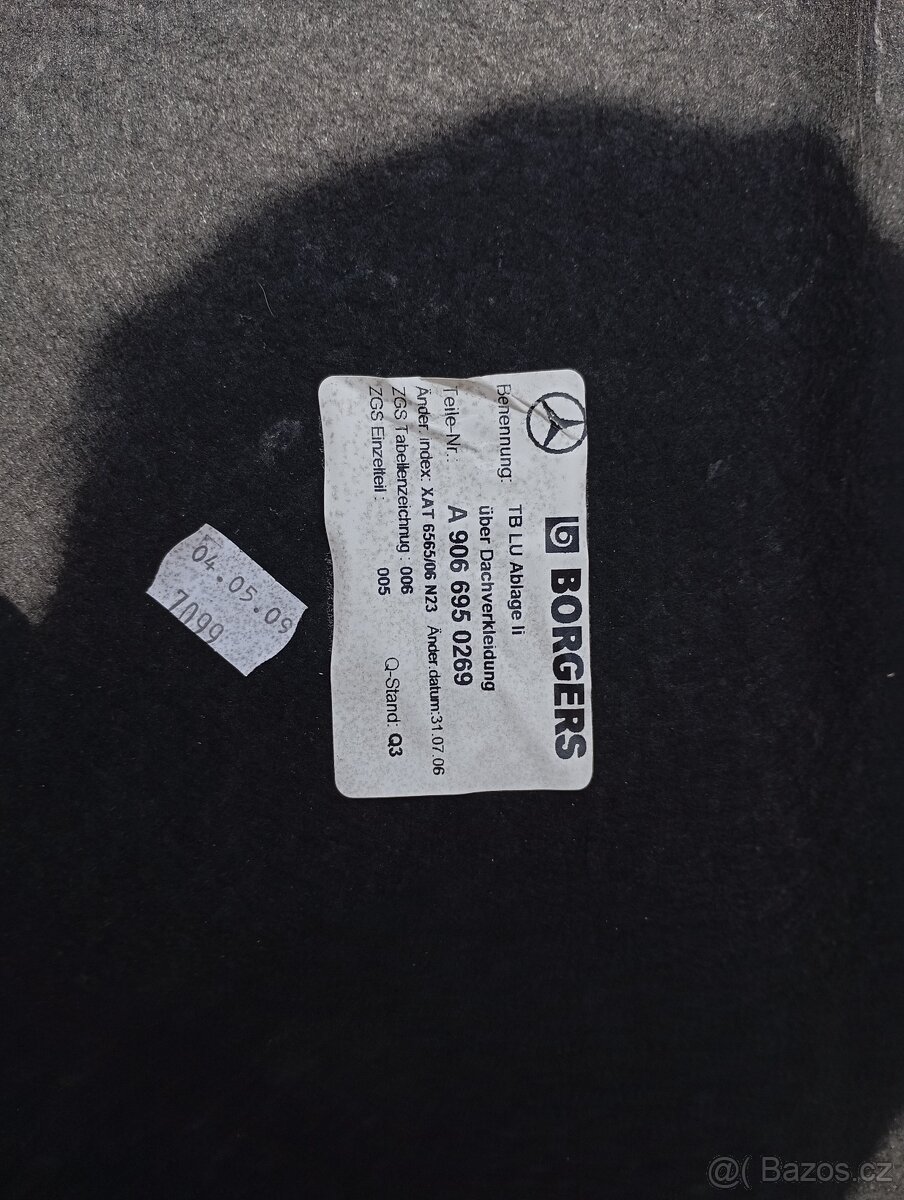 BORGERS
Benennung: TB LU Ablage li
über Dachverkleidung
Teile-Nr.: A 906 695 0269
Änder. Index: XAT 6565/06 N23 Änder.datum:31.07.06
ZGS Tabellenzeichnug : 006
ZGS Einzelteil : 005 Q-Stand: Q3
04.05.09
7099
@( Bazos.cz